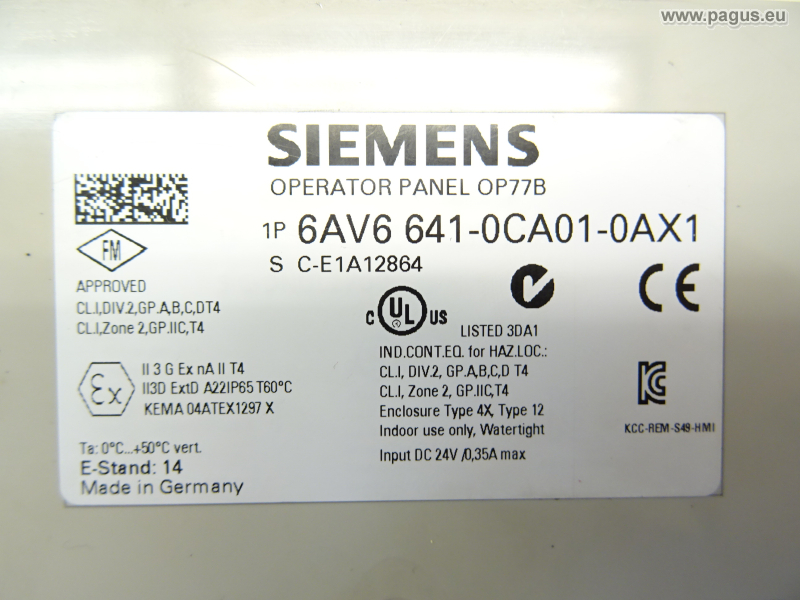 www.pagus.eu
SIEMENS
OPERATOR PANEL OP77B
1P 6AV6 641-0CA01-0AX1
S C-E1A12864
FM
APPROVED
CL.I,DIV.2,GP.A,B,C,DT4
CL.I,Zone 2,GP.IIC,T4
C UL US LISTED 3DA1
IND.CONT.EQ. for HAZ.LOC.:
CL.I, DIV.2, GP.A,B,C,D T4
CL.I, Zone 2, GP.IIC,T4
Enclosure Type 4X, Type 12
Indoor use only, Watertight
Input DC 24V /0,35A max
CE
KCC-REM-S49-HMI
Ex
II 3 G Ex nA II T4
II3D ExtD A22IP65 T60°C
KEMA 04ATEX1297 X
Ta: 0°C...+50°C vert.
E-Stand: 14
Made in Germany